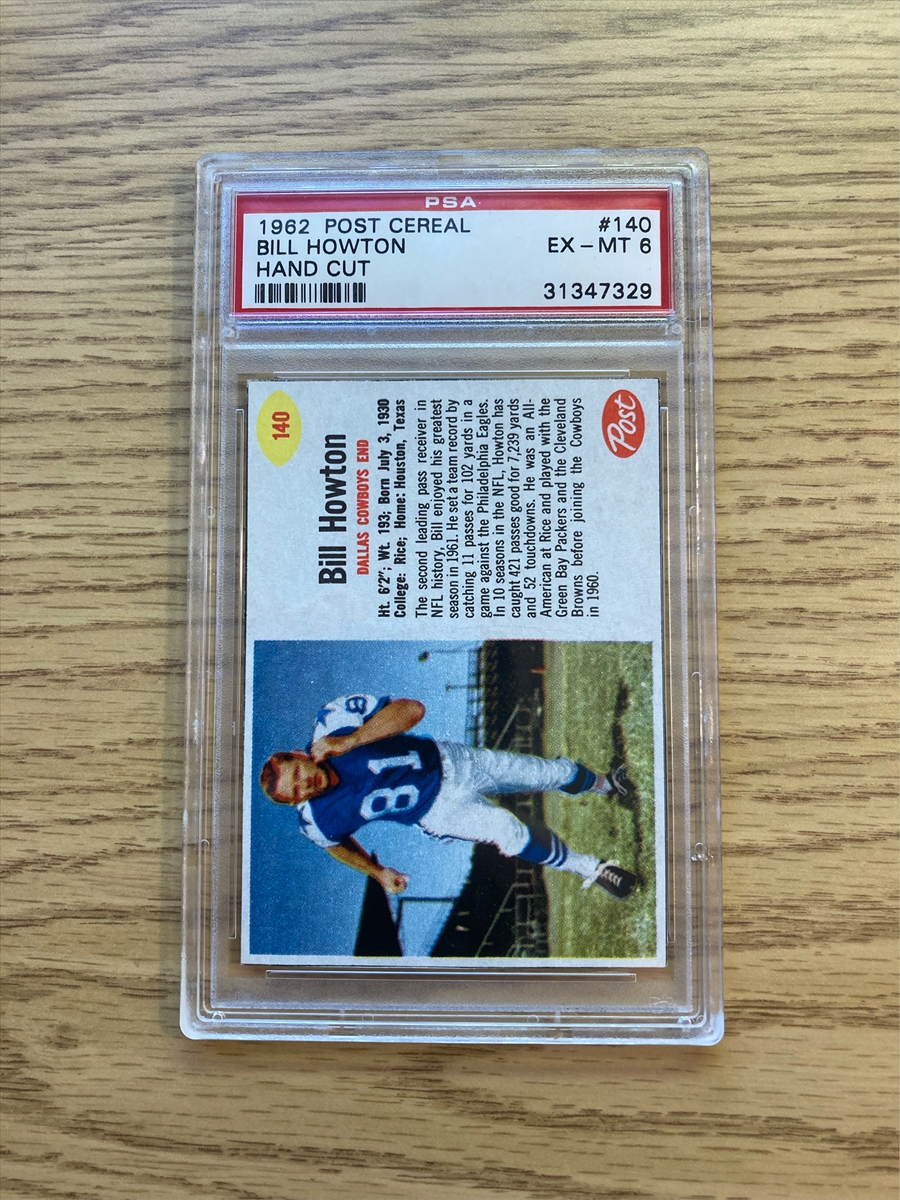 PSA
1962 POST CEREAL #140
BILL HOWTON EX - MT 6
HAND CUT
31347329
140
Bill Howton
DALLAS COWBOYS END
Ht. 6'2"; Wt. 193; Born July 3, 1930
College: Rice; Home: Houston, Texas
The second leading pass receiver in
NFL history, Bill enjoyed his greatest
season in 1961. He set a team record by
catching 11 passes for 102 yards in a
game against the Philadelphia Eagles.
In 10 seasons in the NFL, Howton has
caught 421 passes good for 7,239 yards
and 52 touchdowns. He was an All-
American at Rice and played with the
Green Bay Packers and the Cleveland
Browns before joining the Cowboys
in 1960.
Post
81
8